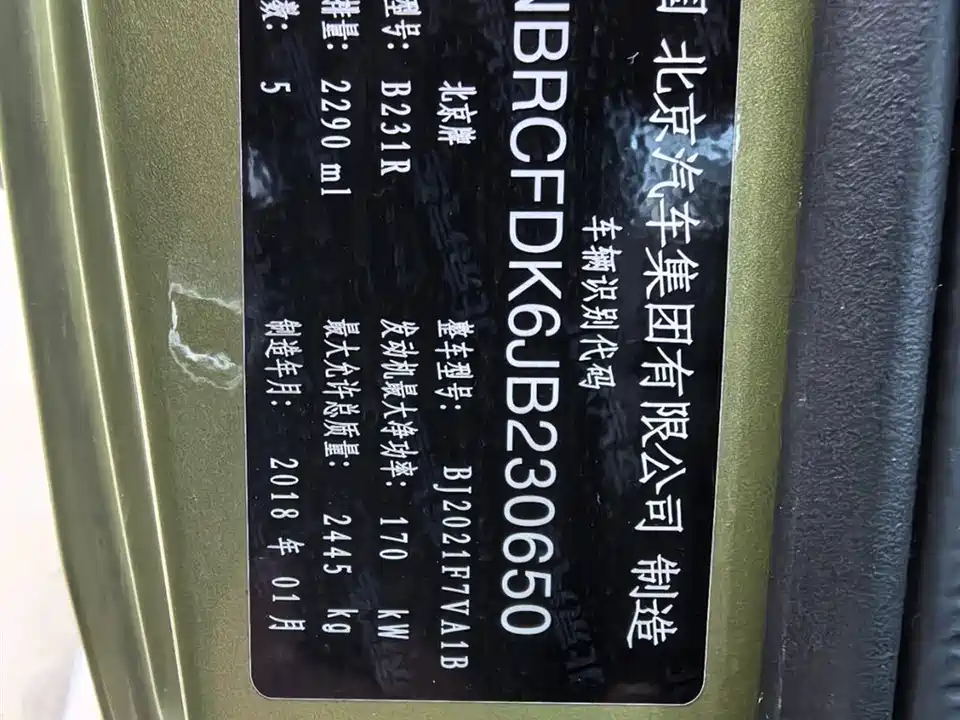 国 北京汽车集团有限公司 制造
车辆识别代码
NBRCFDK6JB230650
北京牌 整车型号: BJ2021F7VA1B
型号: B231R 发动机最大净功率: 170 kW
排量: 2290 ml 最大允许总质量: 2445 kg
数: 5 制造年月: 2018 年 01 月